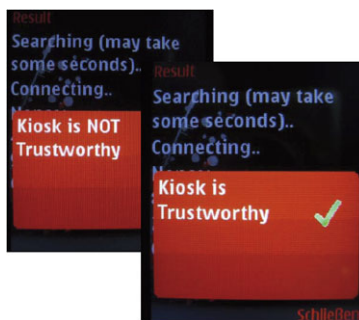 Result
Searching (may take
some seconds)..
Connecting..
Kiosk is NOT
Trustworthy
Result
Searching (may take
some seconds)..
Connecting..
Kiosk is
Trustworthy
Schließen